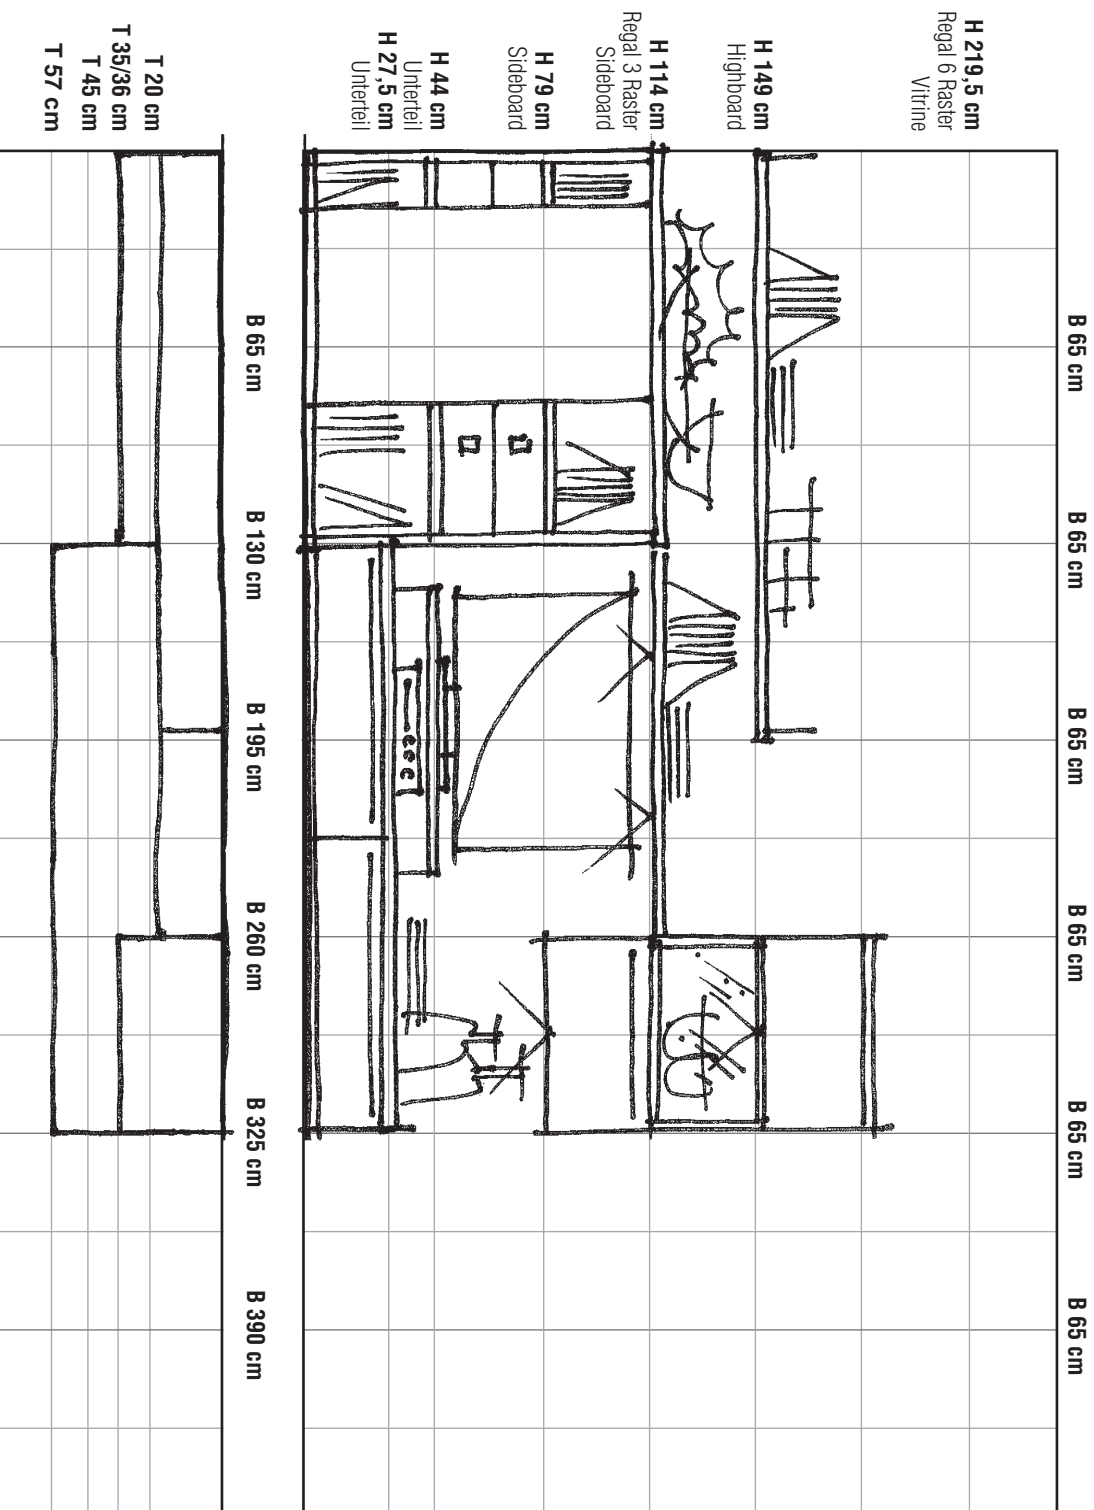 B 65 cm
B 65 cm
B 65 cm
B 65 cm
B 65 cm
B 65 cm
H 219,5 cm
Regal 6 Raster
Vitrine
H 149 cm
Highboard
H 114 cm
Regal 3 Raster
Sideboard
H 79 cm
Sideboard
H 44 cm
Unterteil
H 27,5 cm
Unterteil
B 65 cm
B 130 cm
B 195 cm
B 260 cm
B 325 cm
B 390 cm
T 20 cm
T 35/36 cm
T 45 cm
T 57 cm